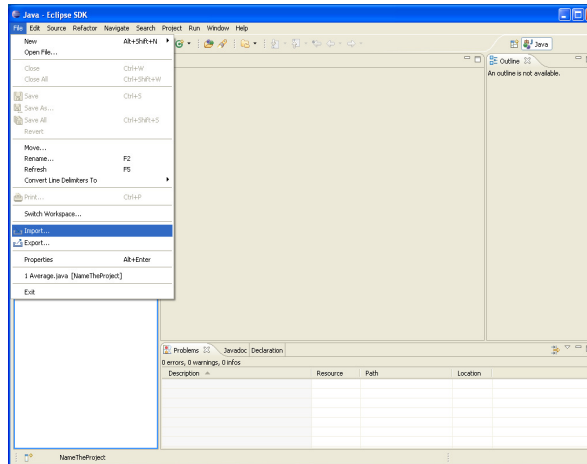 Java - Eclipse SDK
File Edit Source Refactor Navigate Search Project Run Window Help
New Alt+Shift+N
Open File...
Close Ctrl+W
Close All Ctrl+Shift+W
Save Ctrl+S
Save As...
Save All Ctrl+Shift+S
Revert
Move...
Rename... F2
Refresh F5
Convert Line Delimiters To
Print... Ctrl+P
Switch Workspace...
Import...
Export...
Properties Alt+Enter
1 Average.java [NameTheProject]
Exit
Java
Outline
An outline is not available.
Problems Javadoc Declaration
0 errors, 0 warnings, 0 infos
Description Resource Path Location
NameTheProject